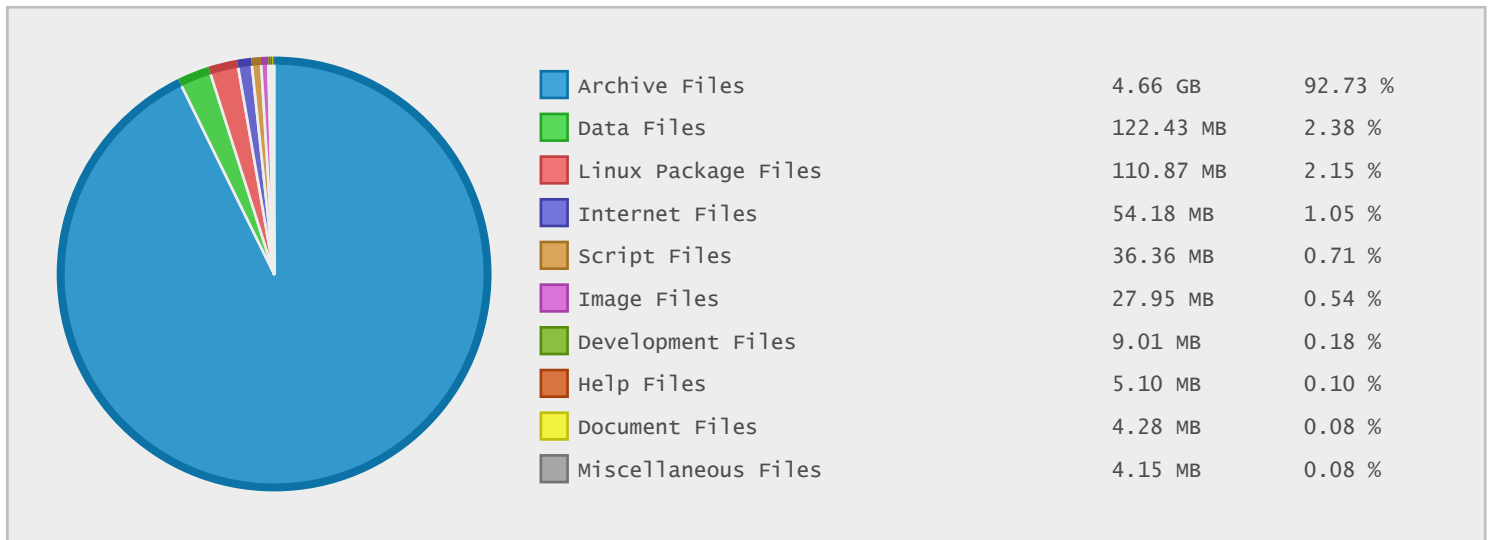 Archive Files 4.66 GB 92.73 %
Data Files 122.43 MB 2.38 %
Linux Package Files 110.87 MB 2.15 %
Internet Files 54.18 MB 1.05 %
Script Files 36.36 MB 0.71 %
Image Files 27.95 MB 0.54 %
Development Files 9.01 MB 0.18 %
Help Files 5.10 MB 0.10 %
Document Files 4.28 MB 0.08 %
Miscellaneous Files 4.15 MB 0.08 %